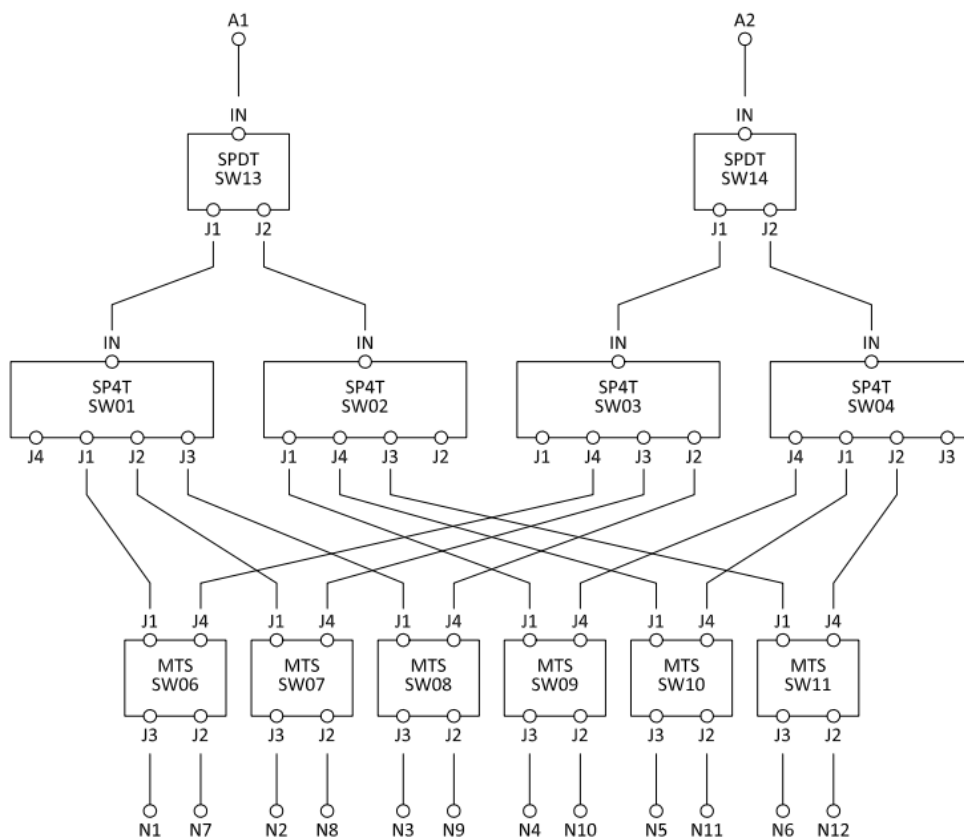 A1 A2
IN IN
SPDT SPDT
SW13 SW14
J1 J2 J1 J2
IN IN IN IN
SP4T SP4T SP4T SP4T
SW01 SW02 SW03 SW04
J4 J1 J2 J3 J1 J4 J3 J2 J1 J4 J3 J2 J4 J1 J2 J3
J1 J4 J1 J4 J1 J4 J1 J4 J1 J4 J1 J4
MTS MTS MTS MTS MTS MTS
SW06 SW07 SW08 SW09 SW10 SW11
J3 J2 J3 J2 J3 J2 J3 J2 J3 J2 J3 J2
N1 N7 N2 N8 N3 N9 N4 N10 N5 N11 N6 N12